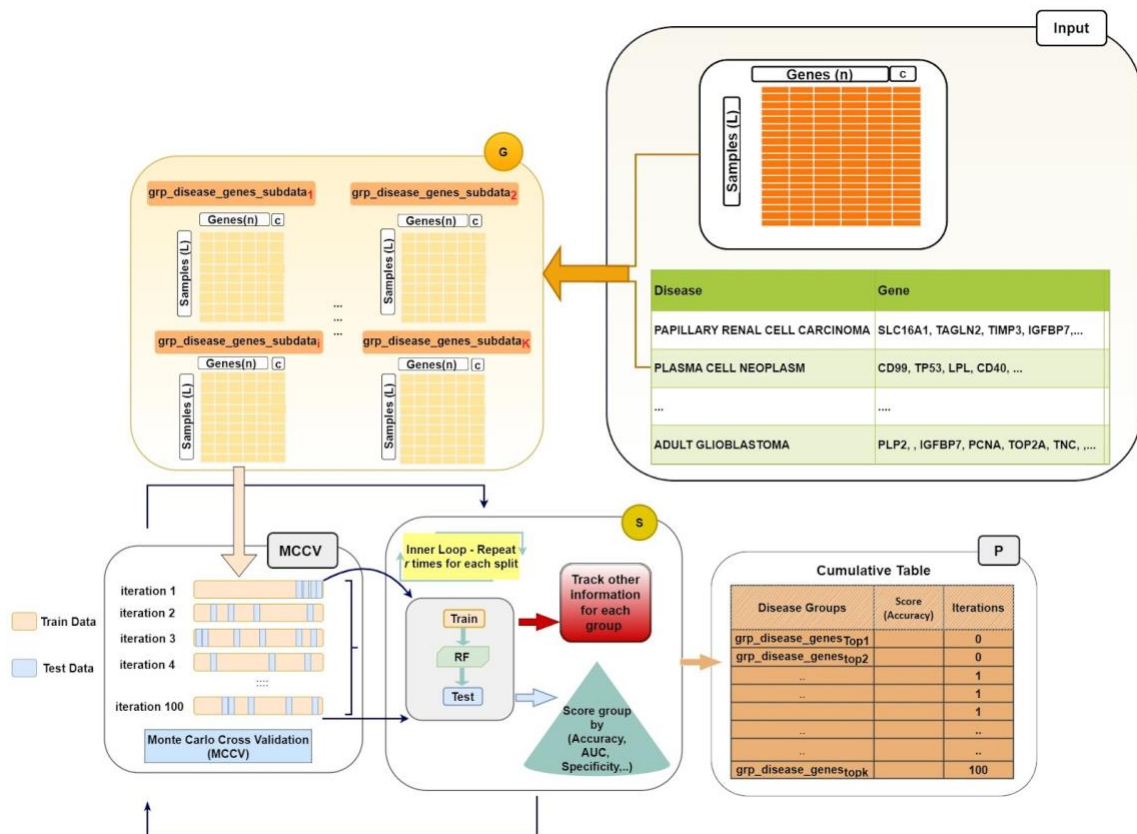 Input
Genes (n) c
Samples (L)
Disease Gene
PAPILLARY RENAL CELL CARCINOMA SLC16A1, TAGLN2, TIMP3, IGFBP7,...
PLASMA CELL NEOPLASM CD99, TP53, LPL, CD40, ...
... ....
ADULT GLIOBLASTOMA PLP2, , IGFBP7, PCNA, TOP2A, TNC, ,...
G
grp_disease_genes_subdata1 grp_disease_genes_subdata2
Genes(n) c Genes(n) c
Samples (L) Samples (L)
...
...
...
grp_disease_genes_subdatai grp_disease_genes_subdataK
Genes(n) c Genes(n) c
Samples (L) Samples (L)
Train Data
Test Data
MCCV
iteration 1
iteration 2
iteration 3
iteration 4
....
iteration 100
Monte Carlo Cross Validation
(MCCV)
S
Inner Loop - Repeat
r times for each split
Train
RF
Test
Track other
information
for each
group
Score group
by
(Accuracy,
AUC,
Specificity,..)
P
Cumulative Table
Disease Groups Score (Accuracy) Iterations
grp_disease_genesTop1 0
grp_disease_genestop2 0
.. 1
.. 1
1
.. ..
.. ..
grp_disease_genestopk 100